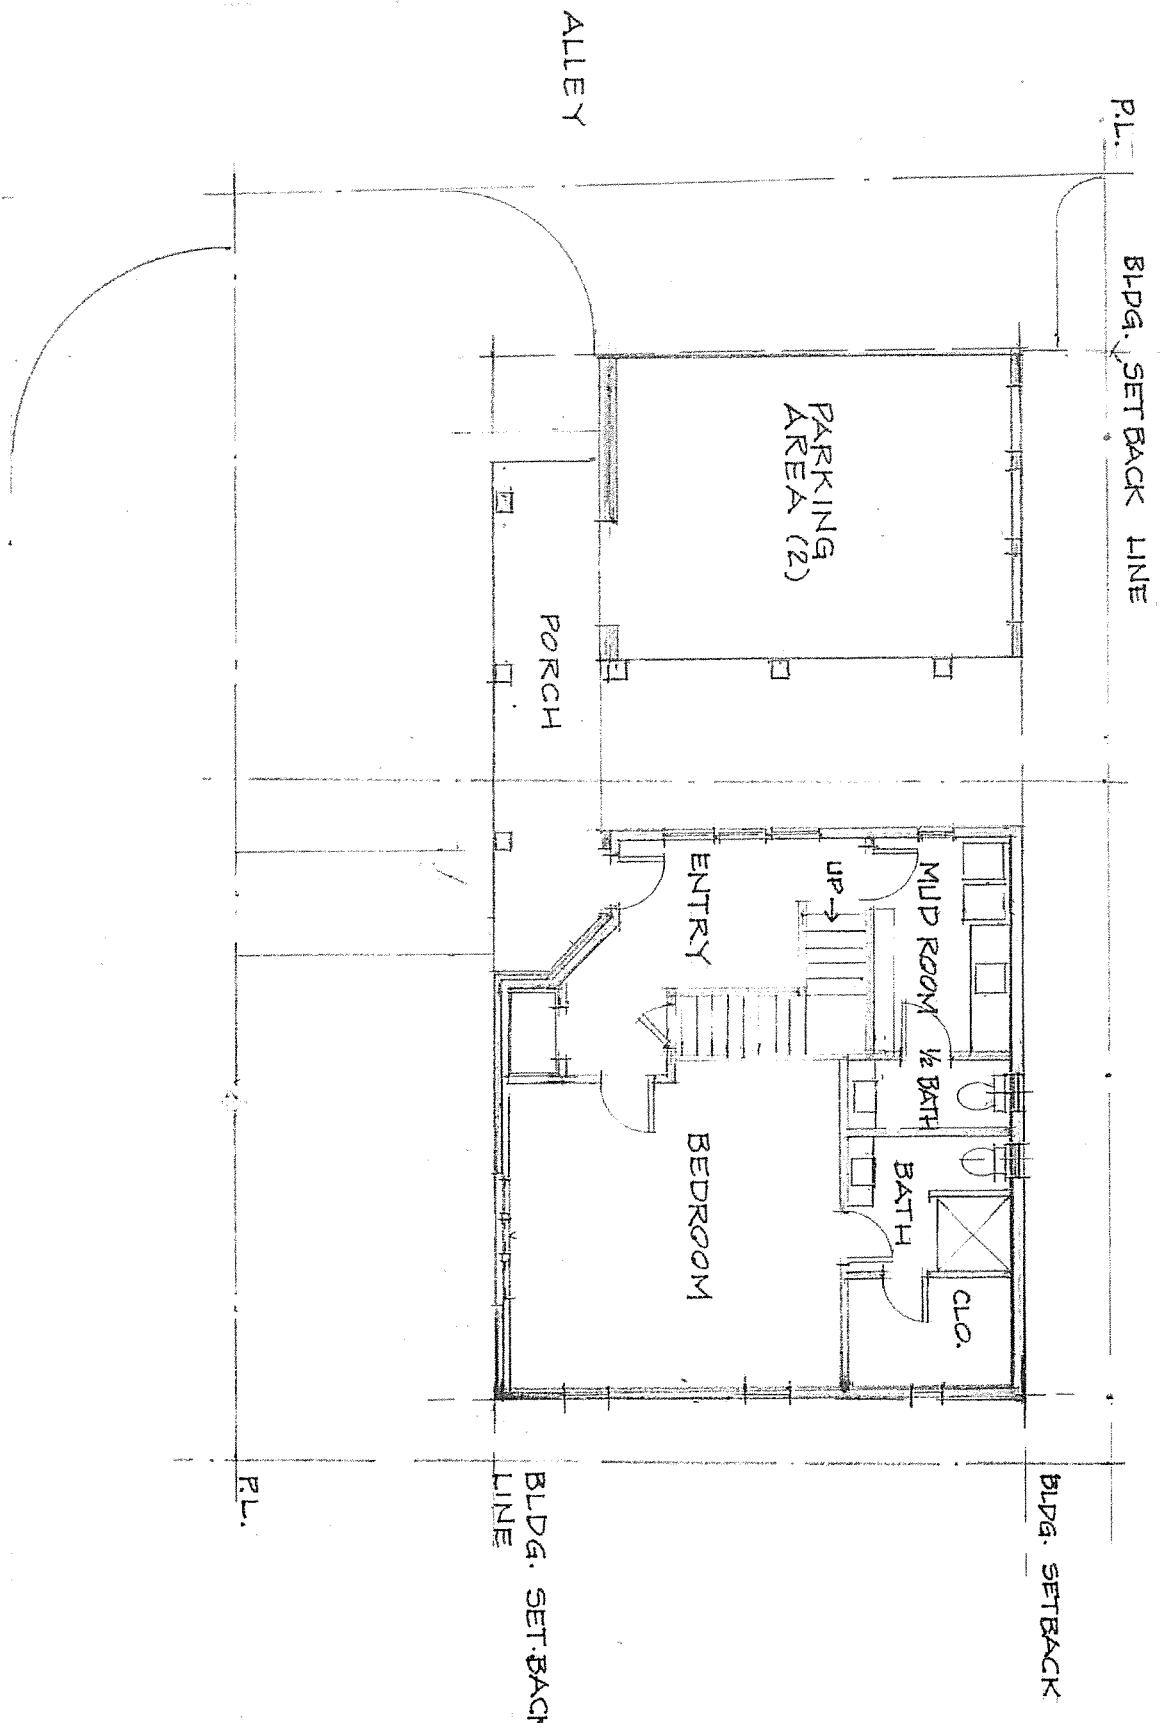 ALLEY
P.L.
BLDG. SETBACK LINE
PARKING
AREA (2)
PORCH
ENTRY
UP
MUD ROOM
1/2 BATH
BATH
CLO.
BEDROOM
P.L.
BLDG. SET.BACK
LINE
BLDG. SETBACK